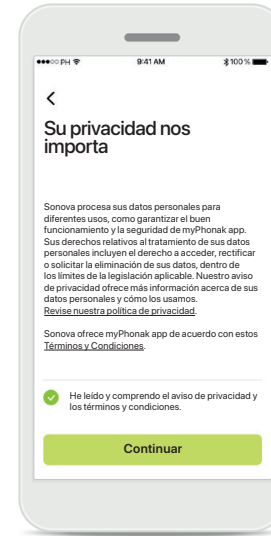 PH 9:41 AM 100 %
Su privacidad nos
importa
Sonova procesa sus datos personales para
diferentes usos, como garantizar el buen
funcionamiento y la seguridad de myPhonak app.
Sus derechos relativos al tratamiento de sus datos
personales incluyen el derecho a acceder, rectificar
o solicitar la eliminación de sus datos, dentro de
los límites de la legislación aplicable. Nuestro aviso
de privacidad ofrece más información acerca de sus
datos personales y cómo los usamos.
Revise nuestra política de privacidad.
Sonova ofrece myPhonak app de acuerdo con estos
Términos y Condiciones.
He leído y comprendo el aviso de privacidad y
los términos y condiciones.
Continuar